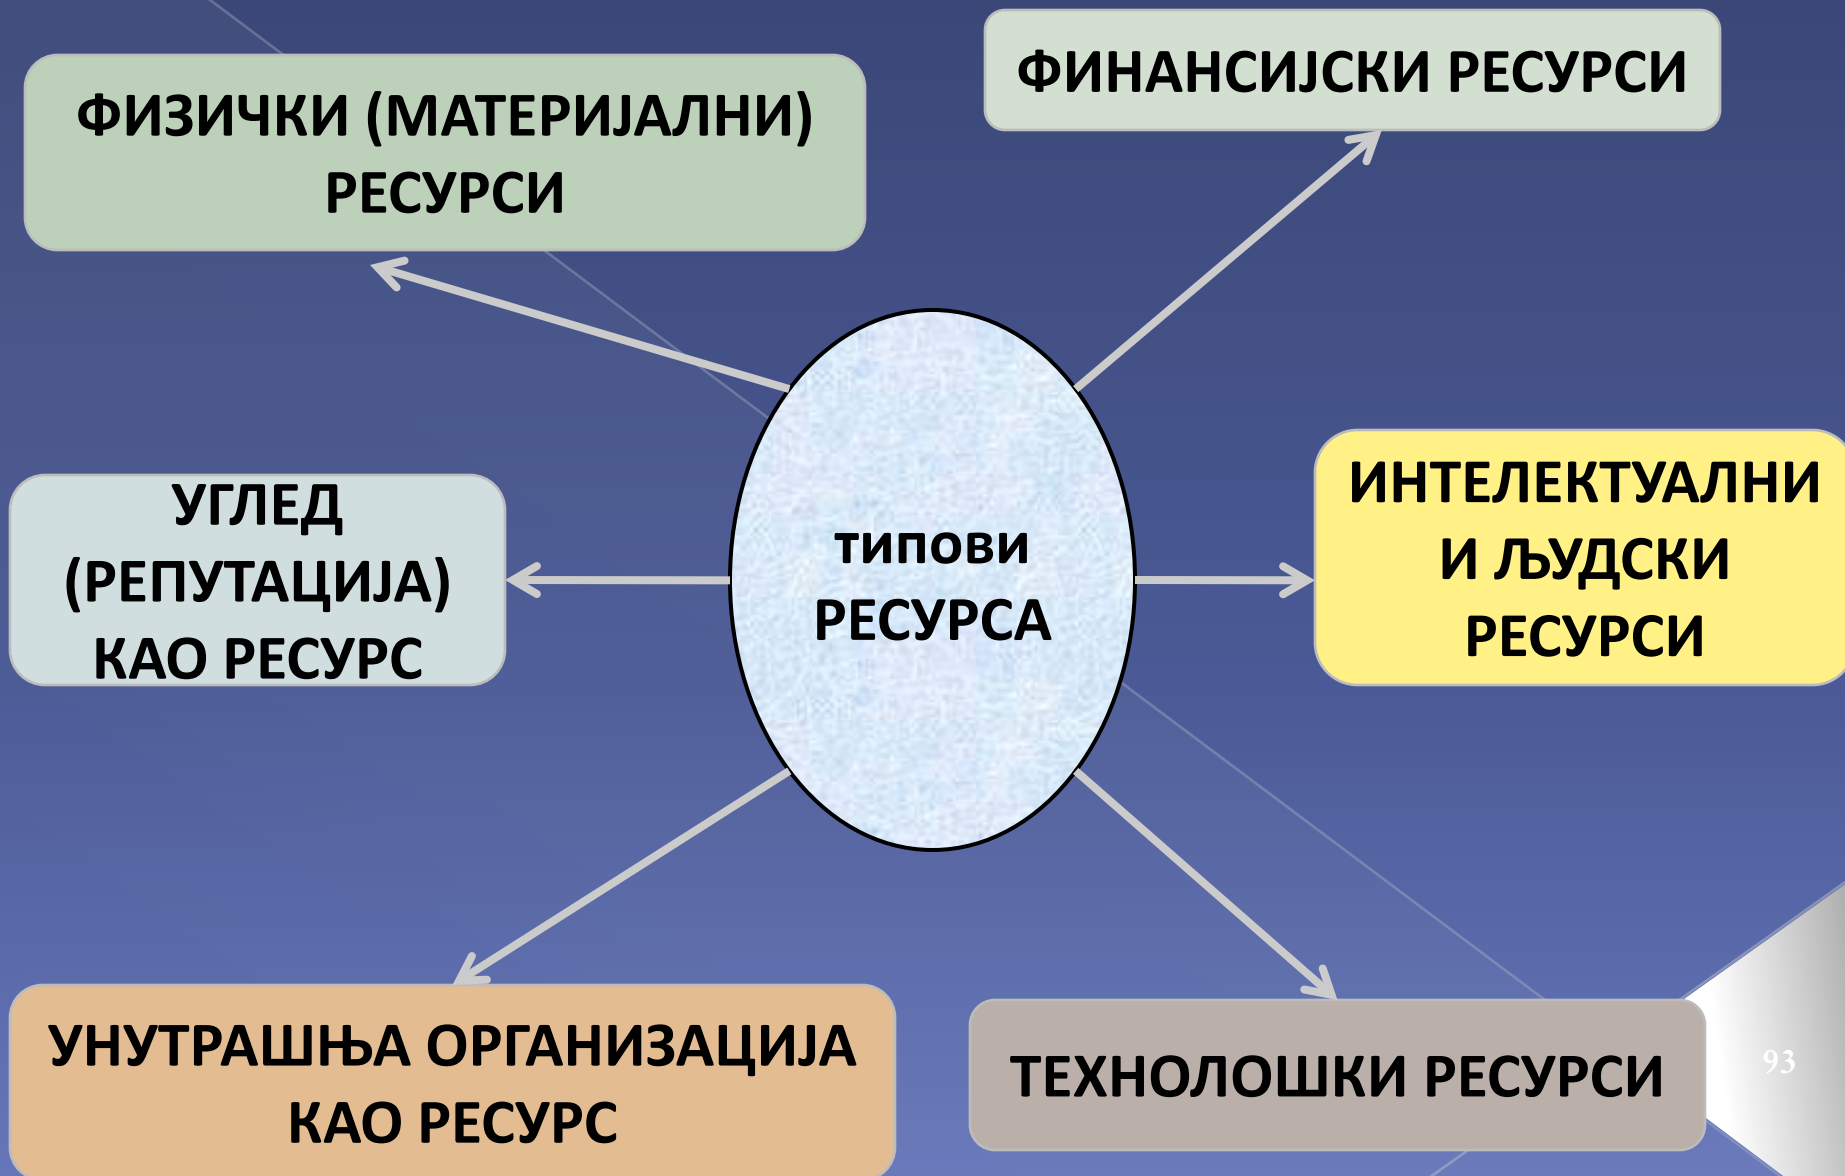 ФИЗИЧКИ (МАТЕРИЈАЛНИ)
РЕСУРСИ
ФИНАНСИЈСКИ РЕСУРСИ
УГЛЕД
(РЕПУТАЦИЈА)
КАО РЕСУРС
типови
РЕСУРСА
ИНТЕЛЕКТУАЛНИ
И ЉУДСКИ
РЕСУРСИ
УНУТРАШЊА ОРГАНИЗАЦИЈА
КАО РЕСУРС
ТЕХНОЛОШКИ РЕСУРСИ
93